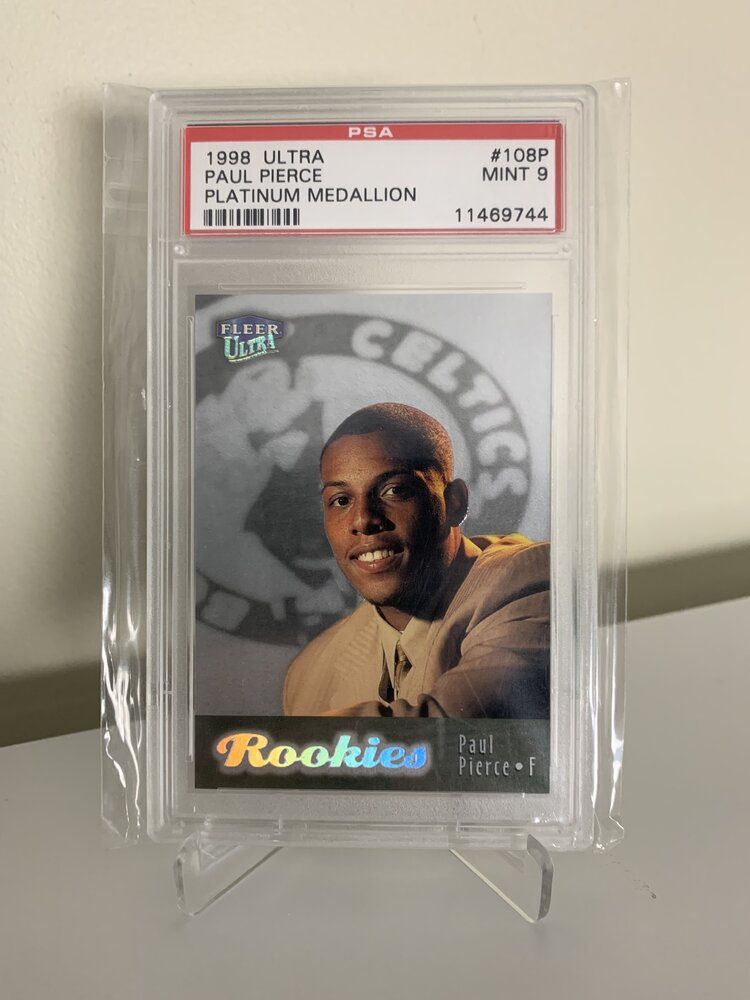 PSA
1998 ULTRA #108P
PAUL PIERCE MINT 9
PLATINUM MEDALLION
11469744
FLEER
ULTRA
CELTICS
Rookies
Paul
Pierce • F